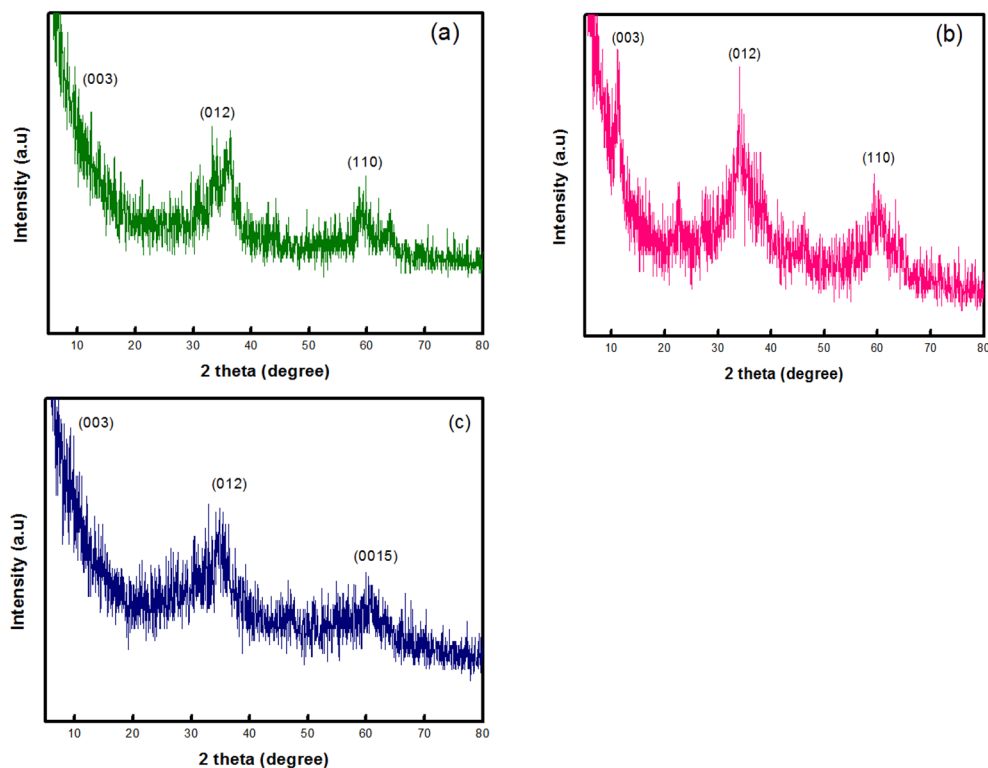 (a)
(003)
(012)
(110)
Intensity (a.u)
10 20 30 40 50 60 70 80
2 theta (degree)
(b)
(003)
(012)
(110)
Intensity (a.u)
10 20 30 40 50 60 70 80
2 theta (degree)
(c)
(003)
(012)
(0015)
Intensity (a.u)
10 20 30 40 50 60 70 80
2 theta (degree)